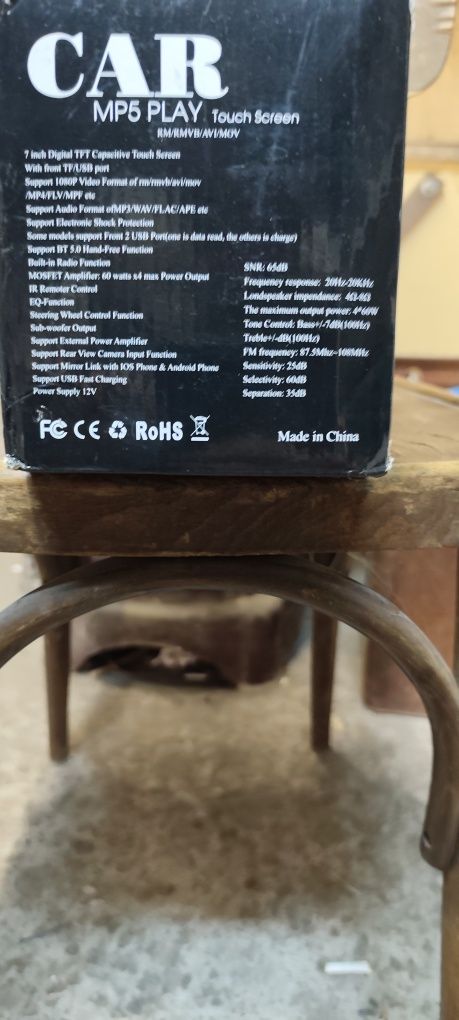 CAR
MP5 PLAY Touch Screen
RM/RMVB/AVI/MOV
7 inch Digital TFT Capacitive Touch Screen
With front TF/USB port
Support 1080P Video Format of rm/rmvb/avi/mov
/MP4/FLV/MPF etc
Support Audio Format ofMP3/WAV/FLAC/APE etc
Support Electronic Shock Protection
Some models support Front 2 USB Port(one is data read, the others is charge)
Support BT 5.0 Hand-Free Function
Built-in Radio Function
MOSFET Amplifier: 60 watts x4 max Power Output
IR Remoter Control
EQ-Function
Steering Wheel Control Function
Sub-woofer Output
Support External Power Amplifier
Support Rear View Camera Input Function
Support Mirror Link with IOS Phone & Android Phone
Support USB Fast Charging
Power Supply 12V
SNR: 65dB
Frequency response: 20Hz-20KHz
Londspeaker impendance: 4Ω-8Ω
The maximum output power: 4*60W
Tone Control: Bass+/-7dB(100Hz)
Treble+/-dB(100Hz)
FM frequency: 87.5Mhz~108MHz
Sensitivity: 25dB
Selectivity: 60dB
Separation: 35dB
FC CE RoHS
Made in China